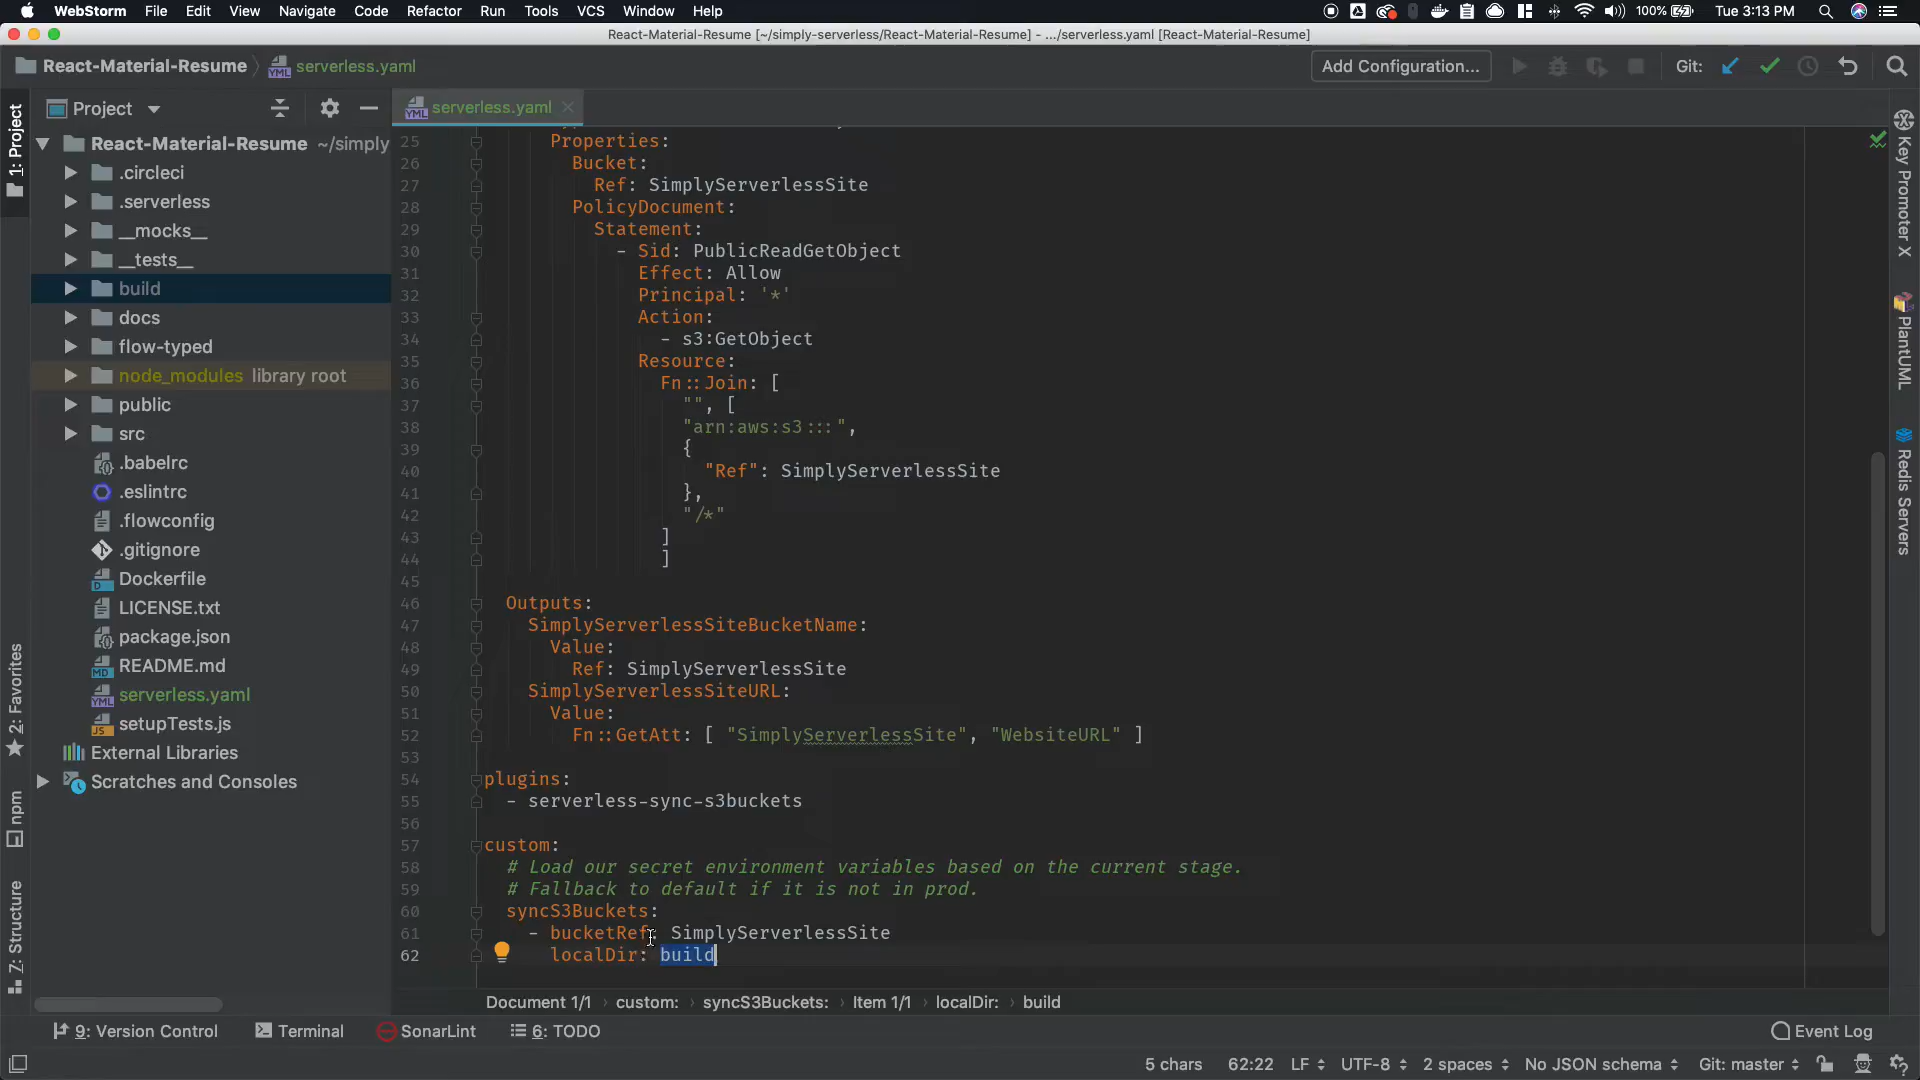 WebStorm File Edit View Navigate Code Refactor Run Tools VCS Window Help 100% Tue 3:13 PM
React-Material-Resume [~/simply-serverless/React-Material-Resume] - .../serverless.yaml [React-Material-Resume]
React-Material-Resume serverless.yaml Add Configuration... Git:
Project serverless.yaml
1: Project
React-Material-Resume ~/simply
.circleci
.serverless
__mocks__
__tests__
build
docs
flow-typed
node_modules library root
public
src
.babelrc
.eslintrc
.flowconfig
.gitignore
Dockerfile
LICENSE.txt
package.json
README.md
serverless.yaml
setupTests.js
External Libraries
Scratches and Consoles
2: Favorites
npm
7: Structure
25 Properties:
26 Bucket:
27 Ref: SimplyServerlessSite
28 PolicyDocument:
29 Statement:
30 - Sid: PublicReadGetObject
31 Effect: Allow
32 Principal: '*'
33 Action:
34 - s3:GetObject
35 Resource:
36 Fn::Join: [
37 "", [
38 "arn:aws:s3:::",
39 {
40 "Ref": SimplyServerlessSite
41 },
42 "/*"
43 ]
44 ]
45
46 Outputs:
47 SimplyServerlessSiteBucketName:
48 Value:
49 Ref: SimplyServerlessSite
50 SimplyServerlessSiteURL:
51 Value:
52 Fn::GetAtt: [ "SimplyServerlessSite", "WebsiteURL" ]
53
54 plugins:
55 - serverless-sync-s3buckets
56
57 custom:
58 # Load our secret environment variables based on the current stage.
59 # Fallback to default if it is not in prod.
60 syncS3Buckets:
61 - bucketRef: SimplyServerlessSite
62 localDir: build
Key Promoter X
PlantUML
Redis Servers
Document 1/1 custom: syncS3Buckets: Item 1/1 localDir: build
9: Version Control Terminal SonarLint 6: TODO Event Log
5 chars 62:22 LF UTF-8 2 spaces No JSON schema Git: master